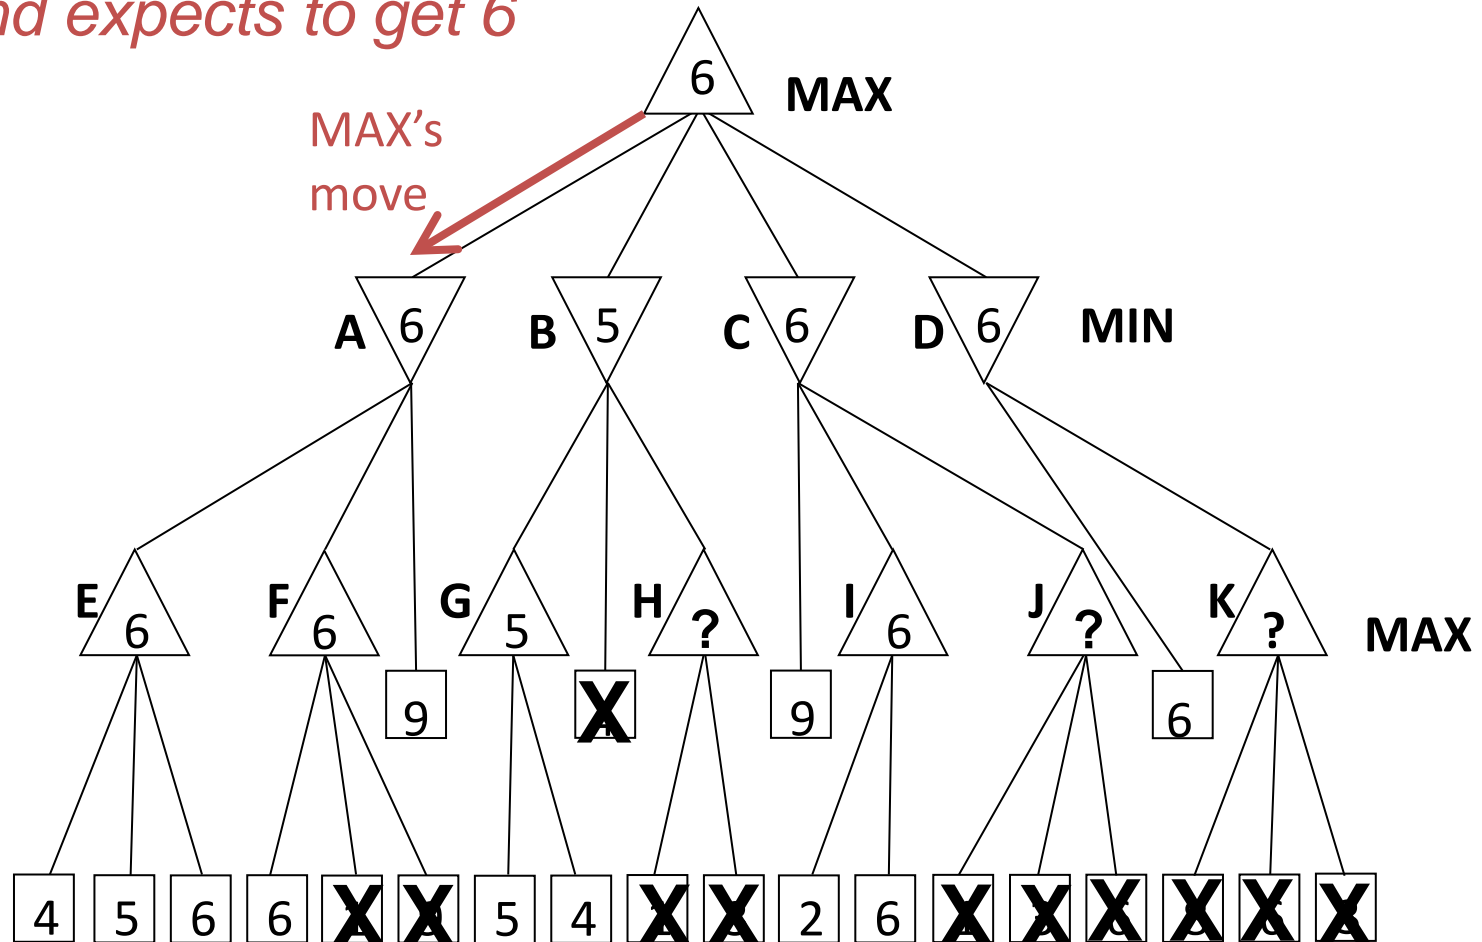 nd expects to get 6
6
MAX
MAX's
move
A 6 B 5 C 6 D 6 MIN
E 6 F 6 G 5 H ? I 6 J ? K ? MAX
9 X 9 6
4 5 6 6 X X 5 4 X X 2 6 X X X X X X